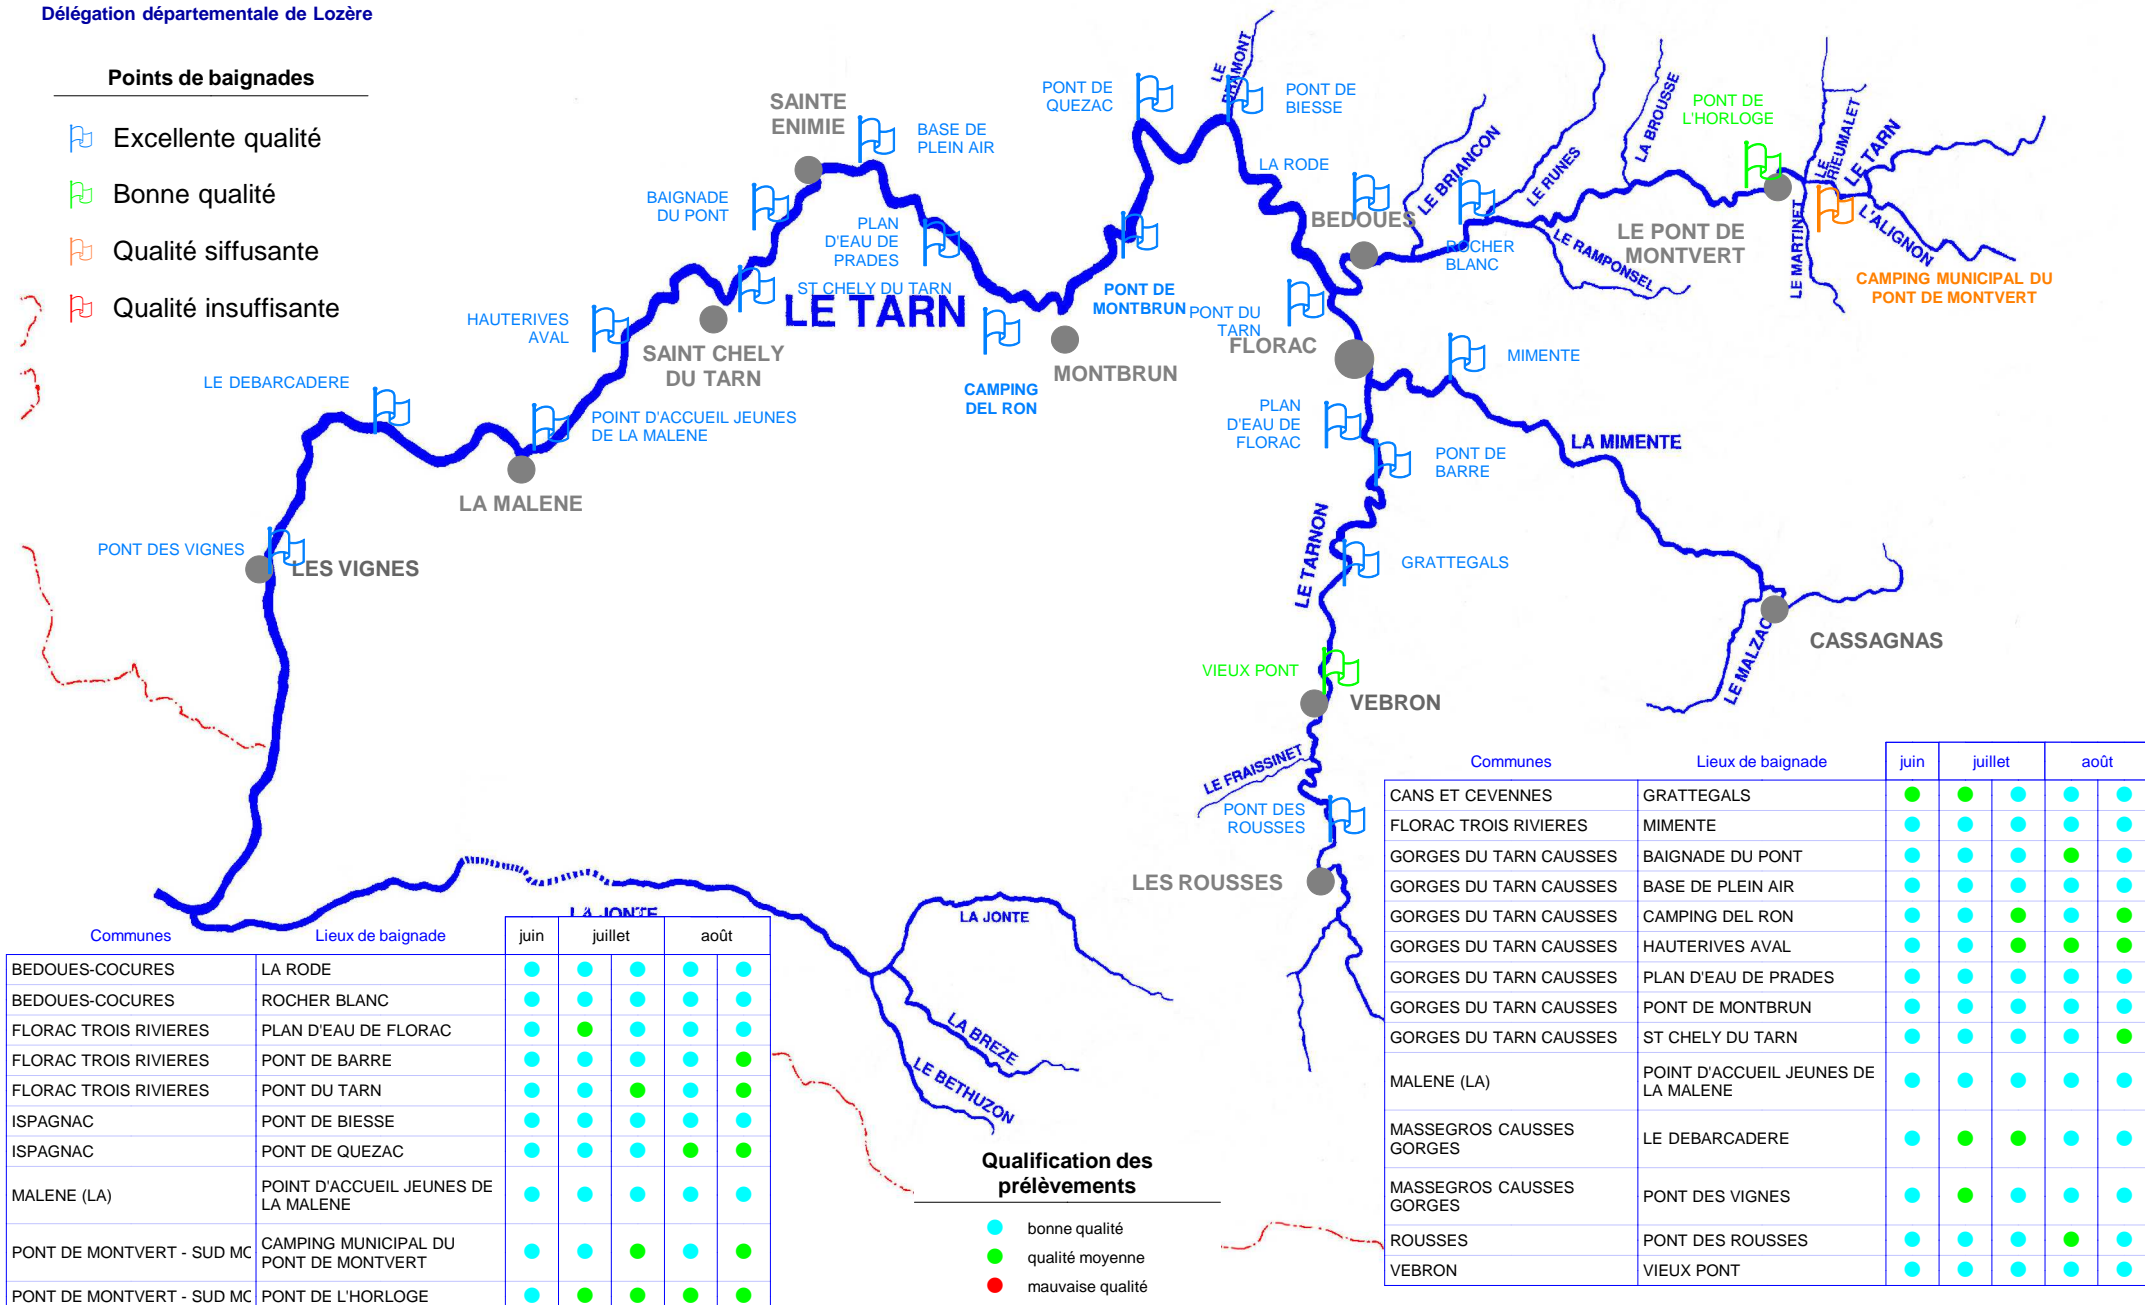 Délégation départementale de Lozère
Points de baignades
Excellente qualité
Bonne qualité
Qualité siffusante
Qualité insuffisante
SAINTE
ENIMIE
BASE DE
PLEIN AIR
BAIGNADE
DU PONT
PLAN
D'EAU DE
PRADES
ST CHELY DU TARN
LE TARN
HAUTERIVES
AVAL
SAINT CHELY
DU TARN
LE DEBARCADERE
POINT D'ACCUEIL JEUNES
DE LA MALENE
LA MALENE
PONT DES VIGNES
LES VIGNES
PONT DE
QUEZAC
LE
BRAMONT
PONT DE
BIESSE
LA RODE
BEDOUES
LE BRIANCON
ROCHER
BLANC
LE RUNES
LE RAMPONSEL
LA BROUSSE
PONT DE
L'HORLOGE
LE PONT DE
MONTVERT
LE MARTINET
LE
RIEUMALET
LE TARN
L'ALIGNON
CAMPING MUNICIPAL DU
PONT DE MONTVERT
PONT DE
MONTBRUN
CAMPING
DEL RON
MONTBRUN
PONT DU
TARN
FLORAC
MIMENTE
PLAN
D'EAU DE
FLORAC
PONT DE
BARRE
LA MIMENTE
LE TARNON
GRATTEGALS
CASSAGNAS
LE MALZAC
VIEUX PONT
VEBRON
LE FRAISSINET
PONT DES
ROUSSES
LES ROUSSES
LA JONTE
LA JONTE
LA BREZE
LE BETHUZON
Communes Lieux de baignade juin juillet août
BEDOUES-COCURES LA RODE
BEDOUES-COCURES ROCHER BLANC
FLORAC TROIS RIVIERES PLAN D'EAU DE FLORAC
FLORAC TROIS RIVIERES PONT DE BARRE
FLORAC TROIS RIVIERES PONT DU TARN
ISPAGNAC PONT DE BIESSE
ISPAGNAC PONT DE QUEZAC
MALENE (LA) POINT D'ACCUEIL JEUNES DE
LA MALENE
PONT DE MONTVERT - SUD MC CAMPING MUNICIPAL DU
PONT DE MONTVERT
PONT DE MONTVERT - SUD MC PONT DE L'HORLOGE
Qualification des
prélèvements
bonne qualité
qualité moyenne
mauvaise qualité
Communes Lieux de baignade juin juillet août
CANS ET CEVENNES GRATTEGALS
FLORAC TROIS RIVIERES MIMENTE
GORGES DU TARN CAUSSES BAIGNADE DU PONT
GORGES DU TARN CAUSSES BASE DE PLEIN AIR
GORGES DU TARN CAUSSES CAMPING DEL RON
GORGES DU TARN CAUSSES HAUTERIVES AVAL
GORGES DU TARN CAUSSES PLAN D'EAU DE PRADES
GORGES DU TARN CAUSSES PONT DE MONTBRUN
GORGES DU TARN CAUSSES ST CHELY DU TARN
MALENE (LA) POINT D'ACCUEIL JEUNES DE
LA MALENE
MASSEGROS CAUSSES
GORGES LE DEBARCADERE
MASSEGROS CAUSSES
GORGES PONT DES VIGNES
ROUSSES PONT DES ROUSSES
VEBRON VIEUX PONT